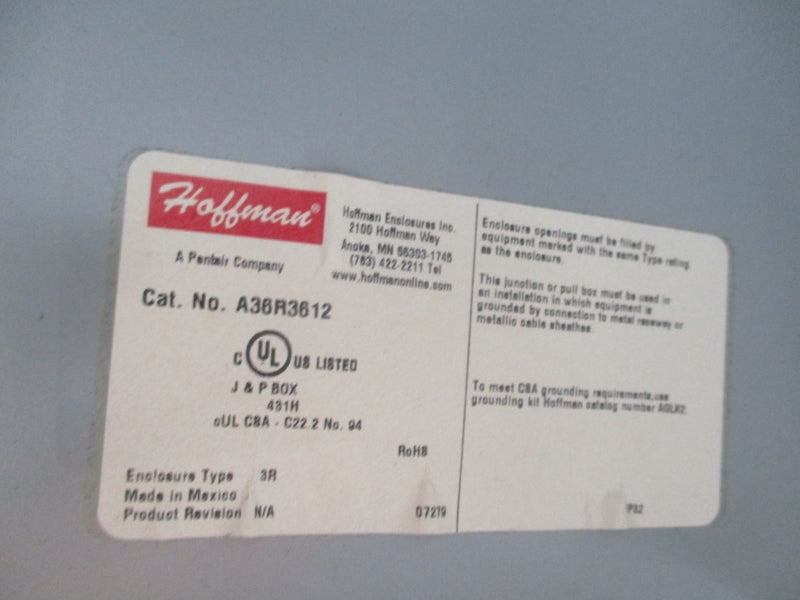 Hoffman®
A Pentair Company
Hoffman Enclosures Inc.
2100 Hoffman Way
Anoka, MN 55303-1745
(763) 422-2211 Tel
www.hoffmanonline.com
Cat. No. A36R3612
C UL US LISTED
J & P BOX
431H
cUL CSA - C22.2 No. 94
RoHS
Enclosure Type 3R
Made in Mexico
Product Revision N/A
07279
Enclosure openings must be filled by
equipment marked with the same Type rating
as the enclosure.
This junction or pull box must be used in
an installation in which equipment is
grounded by connection to metal raceway or
metallic cable sheathes.
To meet CSA grounding requirements,use
grounding kit Hoffman catalog number AGLK2.
P32